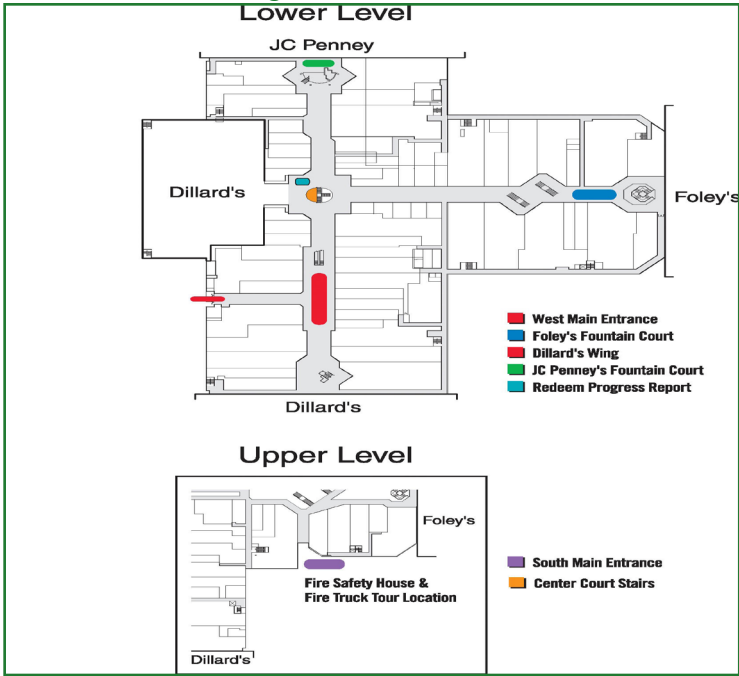 Lower Level
JC Penney
Dillard's
Foley's
West Main Entrance
Foley's Fountain Court
Dillard's Wing
JC Penney's Fountain Court
Redeem Progress Report
Dillard's
Upper Level
Foley's
South Main Entrance
Fire Safety House &
Fire Truck Tour Location
Center Court Stairs
Dillard's